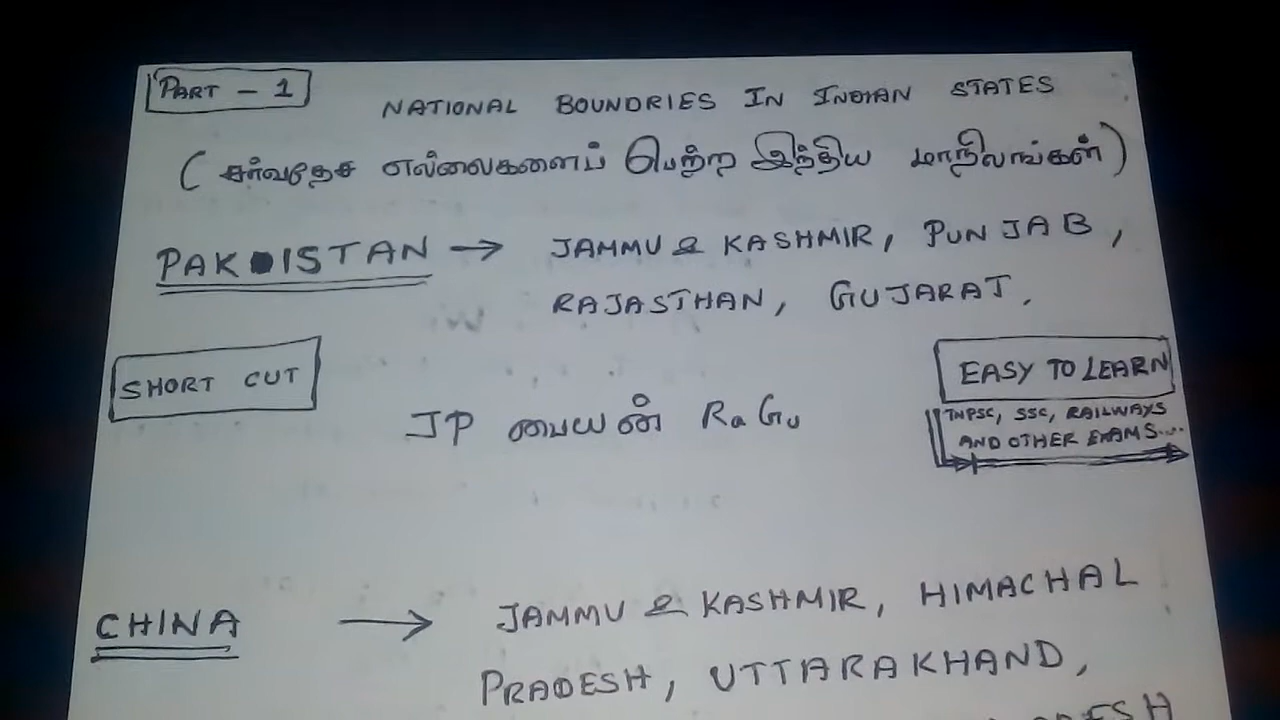 PART - 1
NATIONAL BOUNDRIES IN INDIAN STATES
(சர்வதேச எல்லைகளைப் பெற்ற இந்திய மாநிலங்கள்)
PAKISTAN → JAMMU & KASHMIR, PUNJAB,
RAJASTHAN, GUJARAT.
SHORT CUT
JP பையன் RaGu
EASY TO LEARN
TNPSC, SSC, RAILWAYS
AND OTHER EXAMS....
CHINA → JAMMU & KASHMIR, HIMACHAL
PRADESH, UTTARAKHAND,